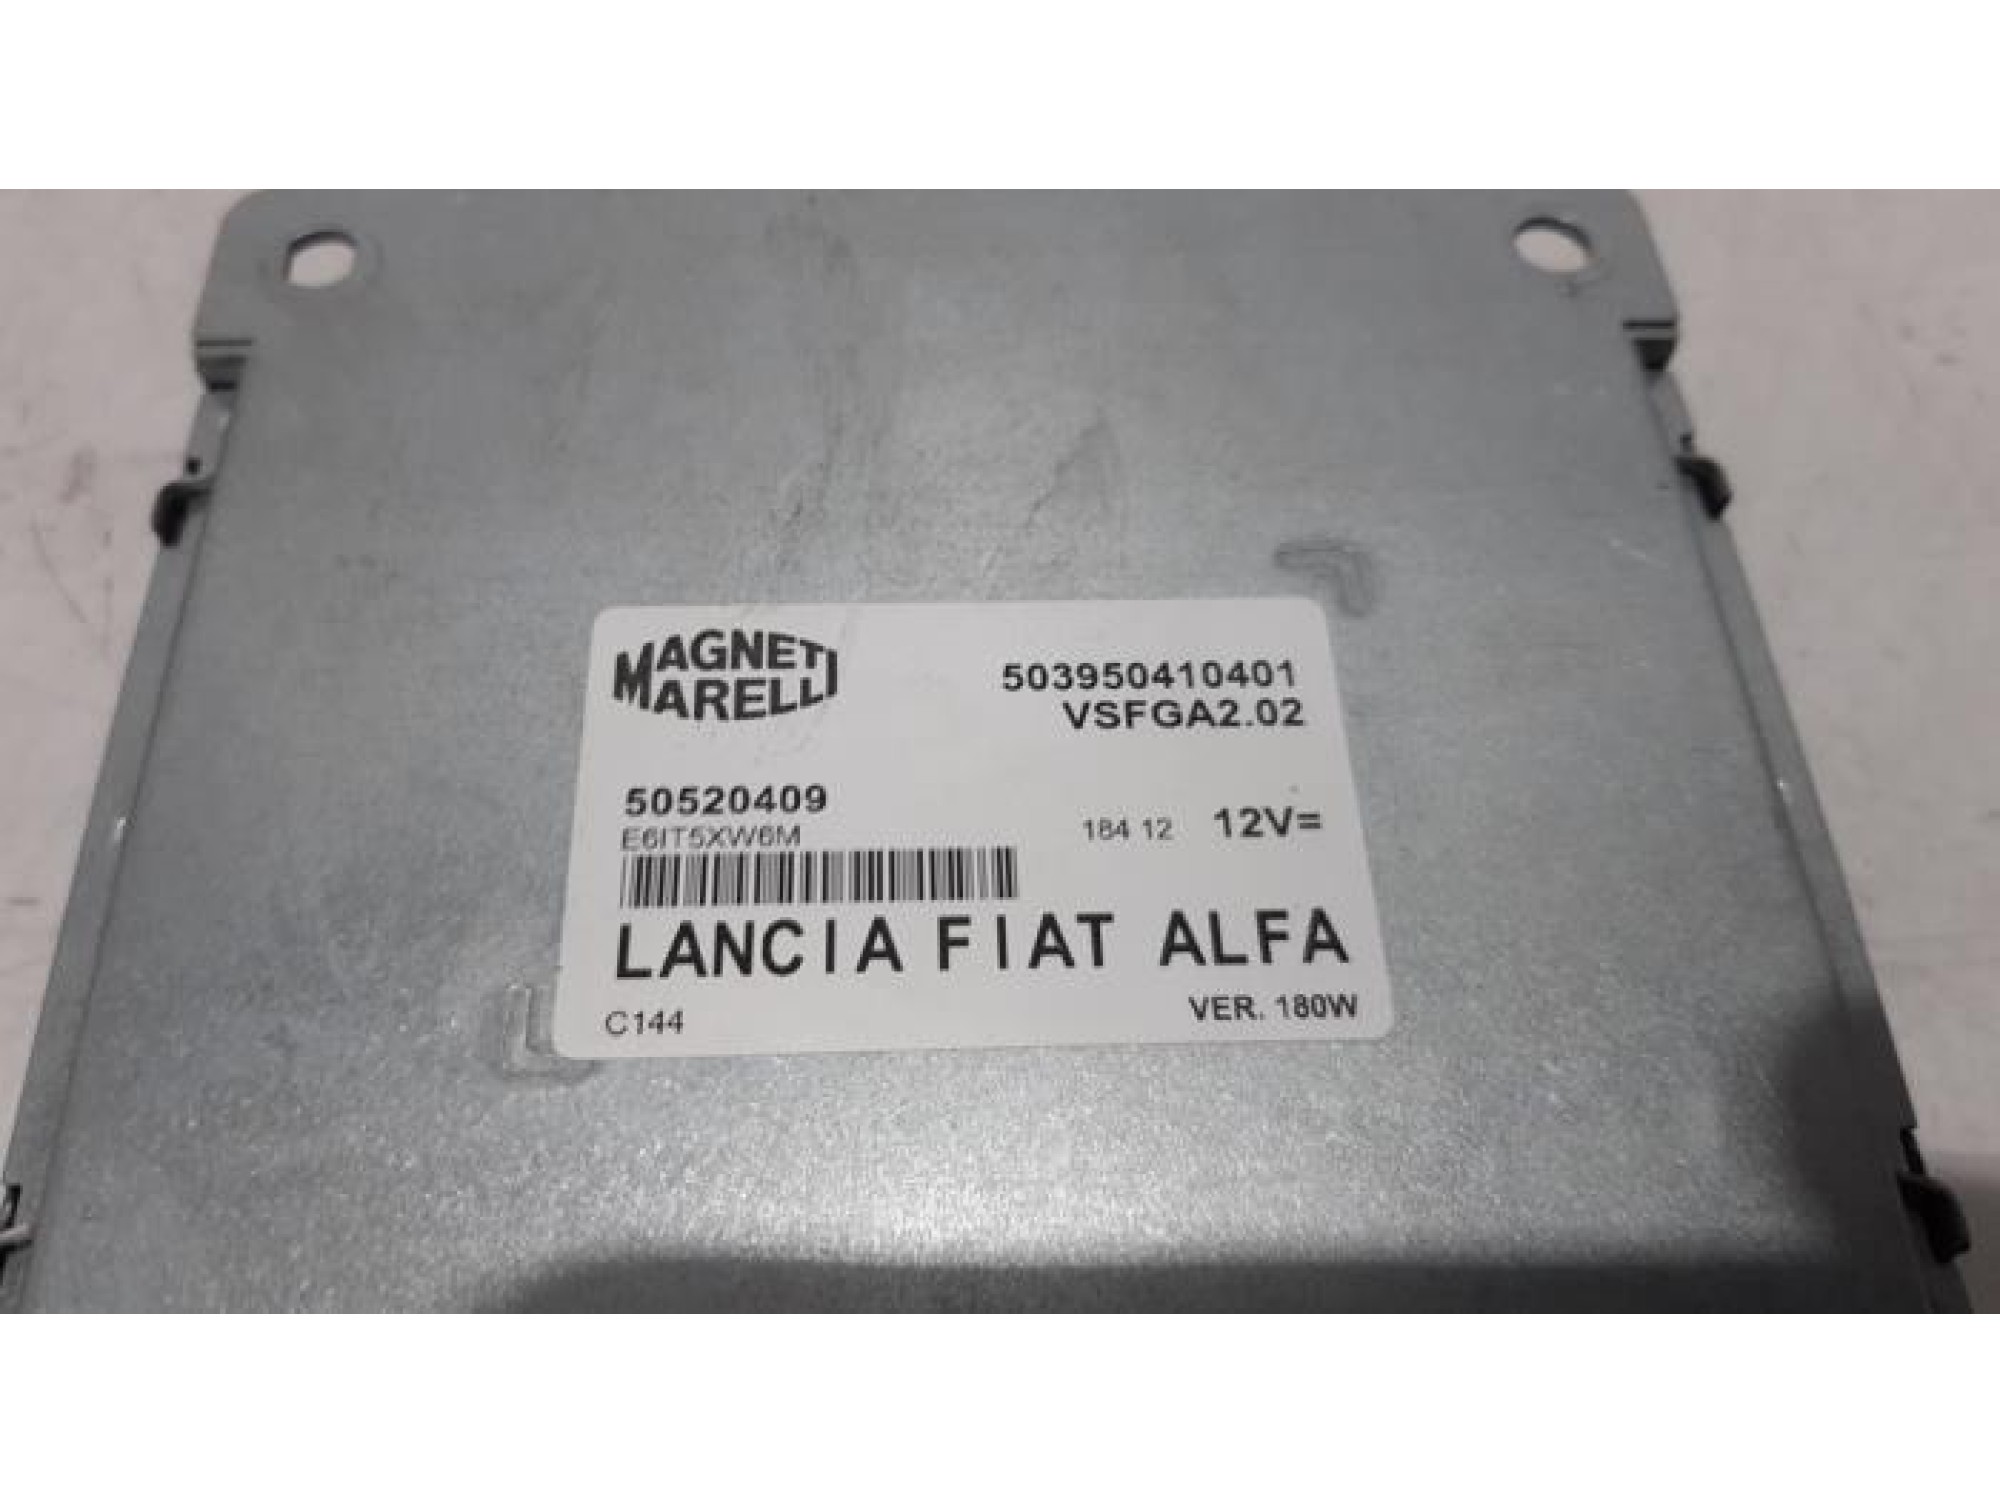 MAGNETI
MARELLI
503950410401
VSFGA2.02
50520409
E6IT5XW6M
184 12 12V=
LANCIA FIAT ALFA
C144
VER. 180W